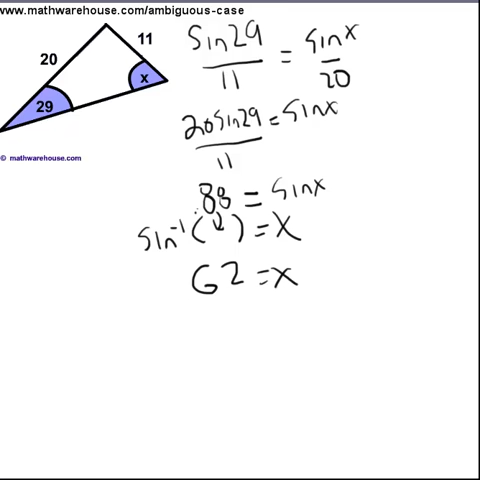 www.mathwarehouse.com/ambiguous-case
20
11
29
x
© mathwarehouse.com
Sin29/11 = Sinx/20
20Sin29/11 = Sinx
.88 = Sinx
Sin⁻¹( ) = x
62 = x